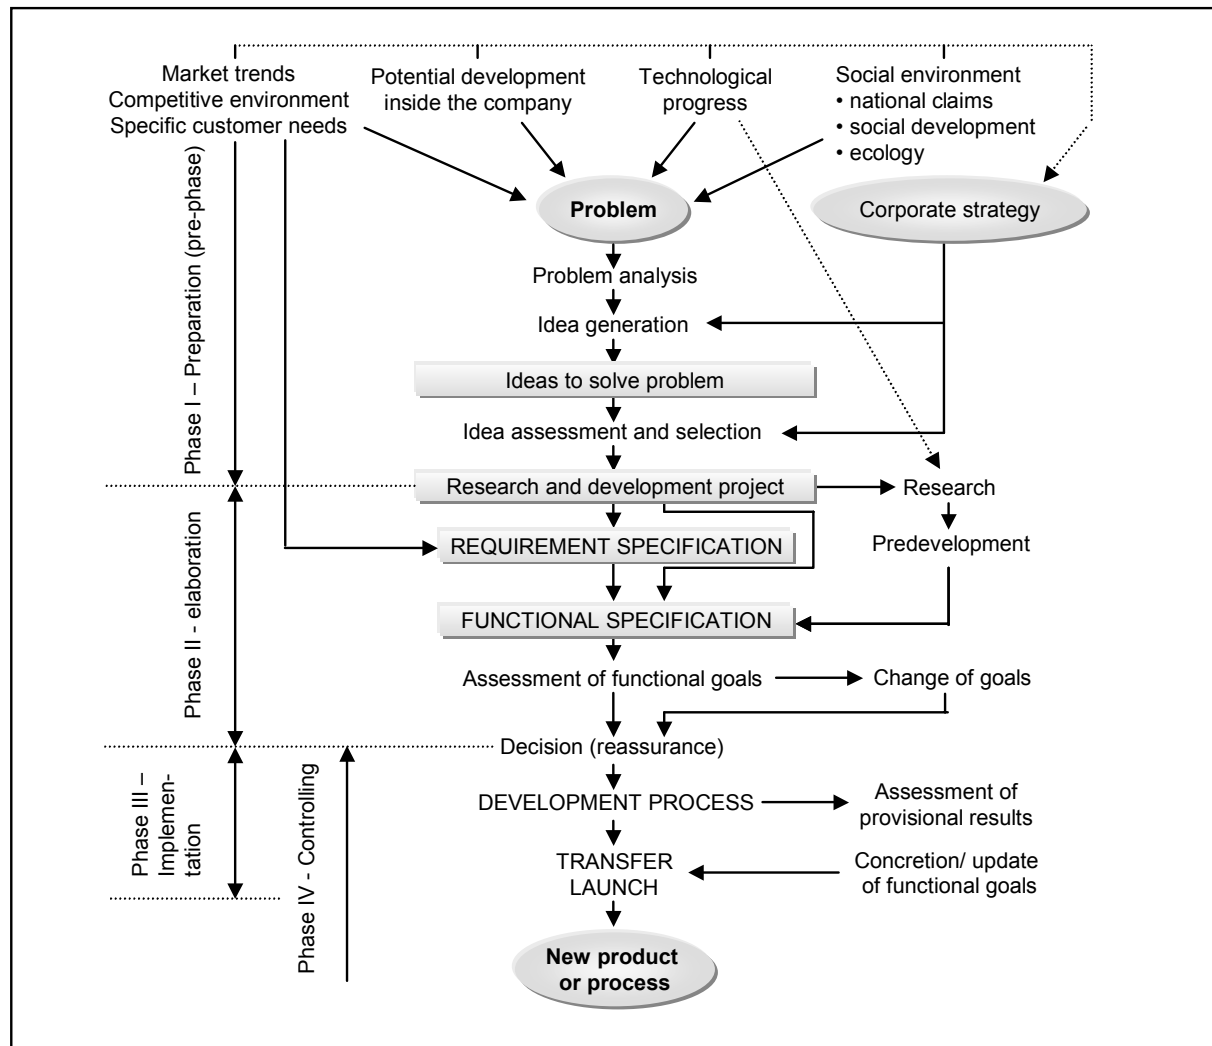 Market trends
Competitive environment
Specific customer needs
Potential development
inside the company
Technological
progress
Social environment
• national claims
• social development
• ecology
Problem
Corporate strategy
Problem analysis
Idea generation
Ideas to solve problem
Idea assessment and selection
Research and development project
Research
REQUIREMENT SPECIFICATION
Predevelopment
FUNCTIONAL SPECIFICATION
Assessment of functional goals
Change of goals
Decision (reassurance)
DEVELOPMENT PROCESS
Assessment of
provisional results
TRANSFER
LAUNCH
Concretion/ update
of functional goals
New product
or process
Phase I – Preparation (pre-phase)
Phase II - elaboration
Phase III –
Implemen-
tation
Phase IV - Controlling